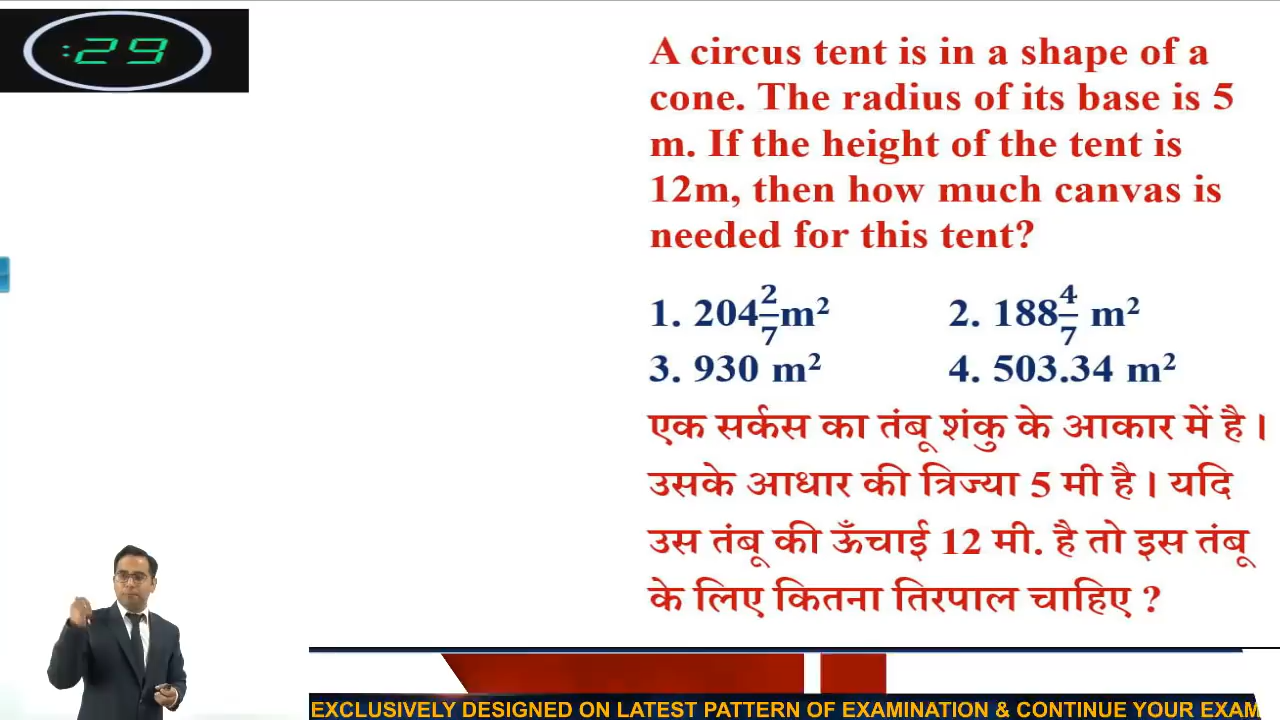 :29
A circus tent is in a shape of a
cone. The radius of its base is 5
m. If the height of the tent is
12m, then how much canvas is
needed for this tent?
1. 204 2/7 m² 2. 188 4/7 m²
3. 930 m² 4. 503.34 m²
एक सर्कस का तंबू शंकु के आकार में है ।
उसके आधार की त्रिज्या 5 मी है । यदि
उस तंबू की ऊँचाई 12 मी. है तो इस तंबू
के लिए कितना तिरपाल चाहिए ?
EXCLUSIVELY DESIGNED ON LATEST PATTERN OF EXAMINATION & CONTINUE YOUR EXAM